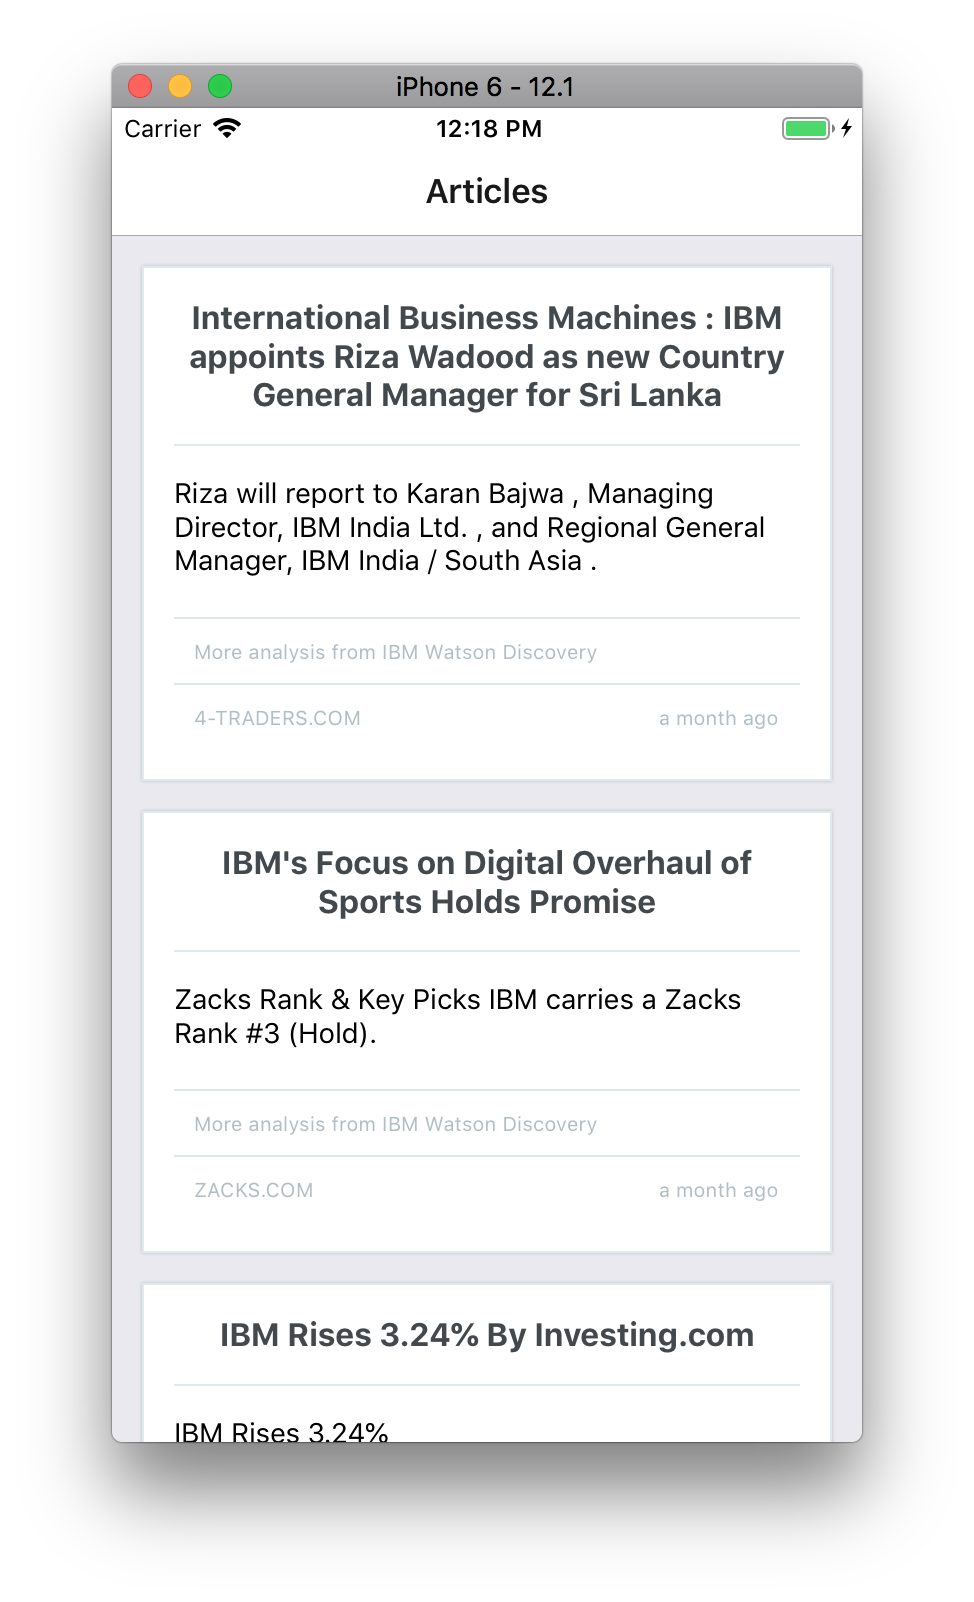 iPhone 6 - 12.1
Carrier 12:18 PM
Articles
International Business Machines : IBM
appoints Riza Wadood as new Country
General Manager for Sri Lanka
Riza will report to Karan Bajwa , Managing
Director, IBM India Ltd. , and Regional General
Manager, IBM India / South Asia .
More analysis from IBM Watson Discovery
4-TRADERS.COM a month ago
IBM's Focus on Digital Overhaul of
Sports Holds Promise
Zacks Rank & Key Picks IBM carries a Zacks
Rank #3 (Hold).
More analysis from IBM Watson Discovery
ZACKS.COM a month ago
IBM Rises 3.24% By Investing.com
IBM Rises 3.24%